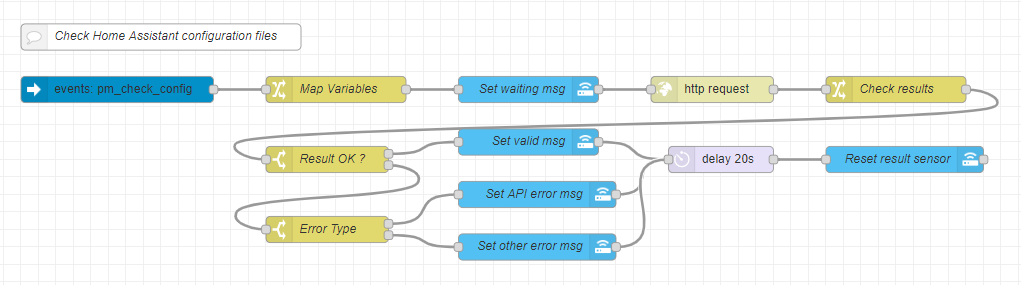 Check Home Assistant configuration files
events: pm_check_config
Map Variables
Set waiting msg
http request
Check results
Result OK ?
Set valid msg
delay 20s
Reset result sensor
Set API error msg
Error Type
Set other error msg